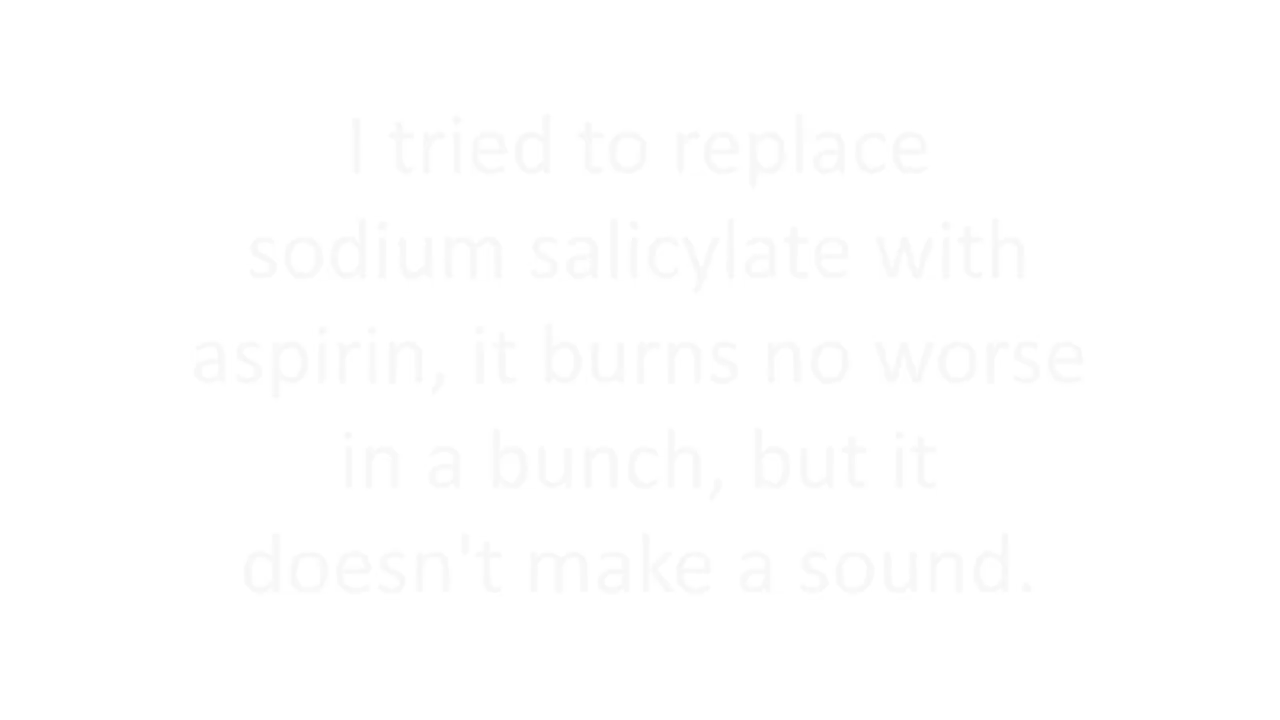 I tried to replace
sodium salicylate with
aspirin, it burns no worse
in a bunch, but it
doesn't make a sound.